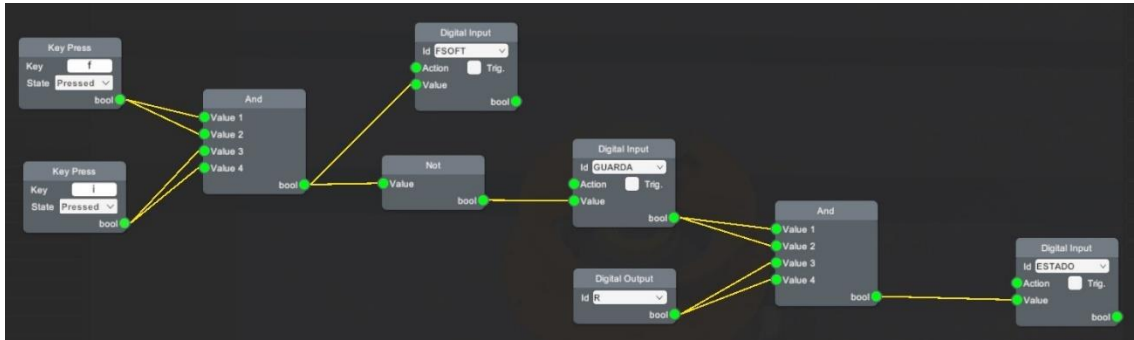 Key Press
Key f
State Pressed
bool
Key Press
Key i
State Pressed
bool
And
Value 1
Value 2
Value 3
Value 4
bool
Digital Input
Id FSOFT
Action Trig.
Value
bool
Not
Value
bool
Digital Input
Id GUARDA
Action Trig.
Value
bool
Digital Output
Id R
bool
And
Value 1
Value 2
Value 3
Value 4
bool
Digital Input
Id ESTADO
Action Trig.
Value
bool